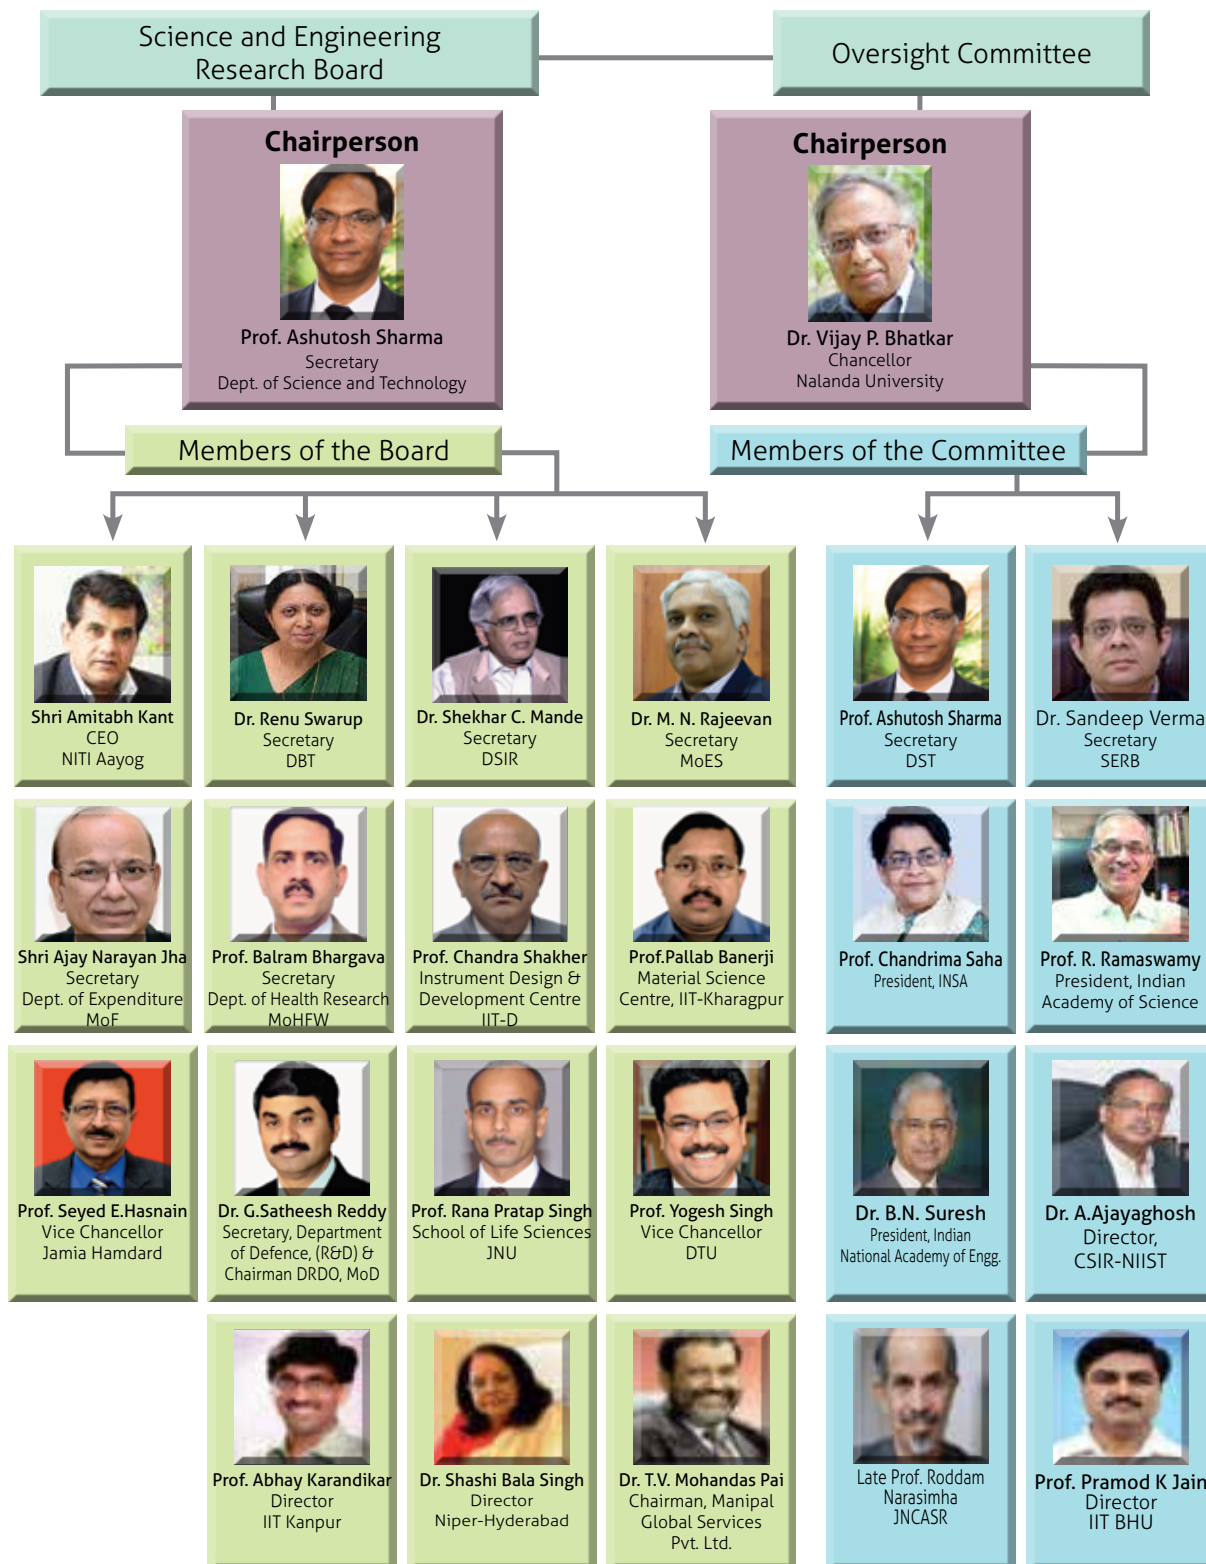 Science and Engineering
Research Board
Oversight Committee
Chairperson
Prof. Ashutosh Sharma
Secretary
Dept. of Science and Technology
Chairperson
Dr. Vijay P. Bhatkar
Chancellor
Nalanda University
Members of the Board
Members of the Committee
Shri Amitabh Kant
CEO
NITI Aayog
Dr. Renu Swarup
Secretary
DBT
Dr. Shekhar C. Mande
Secretary
DSIR
Dr. M. N. Rajeevan
Secretary
MoES
Prof. Ashutosh Sharma
Secretary
DST
Dr. Sandeep Verma
Secretary
SERB
Shri Ajay Narayan Jha
Secretary
Dept. of Expenditure
MoF
Prof. Balram Bhargava
Secretary
Dept. of Health Research
MoHFW
Prof. Chandra Shakher
Instrument Design &
Development Centre
IIT-D
Prof.Pallab Banerji
Material Science
Centre, IIT-Kharagpur
Prof. Chandrima Saha
President, INSA
Prof. R. Ramaswamy
President, Indian
Academy of Science
Prof. Seyed E.Hasnain
Vice Chancellor
Jamia Hamdard
Dr. G.Satheesh Reddy
Secretary, Department
of Defence, (R&D) &
Chairman DRDO, MoD
Prof. Rana Pratap Singh
School of Life Sciences
JNU
Prof. Yogesh Singh
Vice Chancellor
DTU
Dr. B.N. Suresh
President, Indian
National Academy of Engg.
Dr. A.Ajayaghosh
Director,
CSIR-NIIST
Prof. Abhay Karandikar
Director
IIT Kanpur
Dr. Shashi Bala Singh
Director
Niper-Hyderabad
Dr. T.V. Mohandas Pai
Chairman, Manipal
Global Services
Pvt. Ltd.
Late Prof. Roddam
Narasimha
JNCASR
Prof. Pramod K Jain
Director
IIT BHU